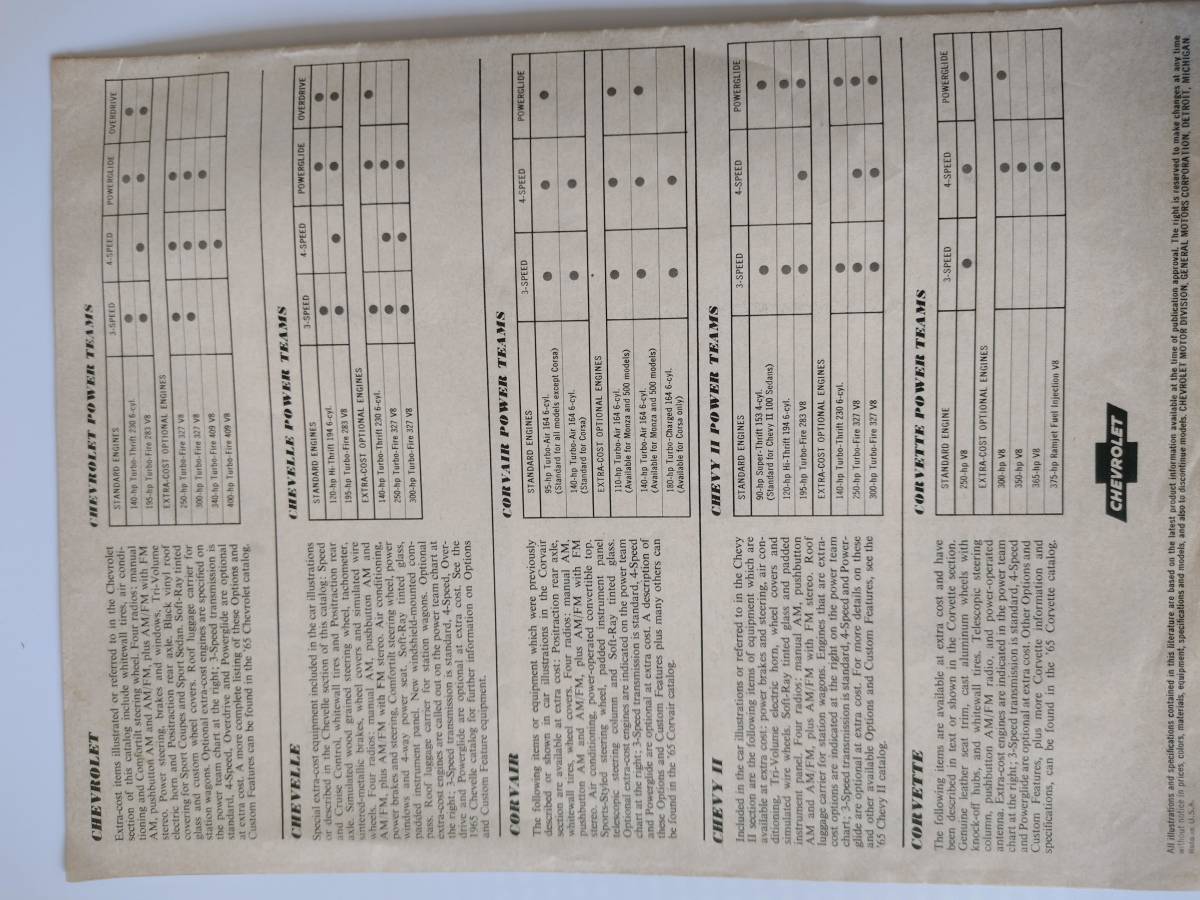 CHEVROLET
Extra-cost items illustrated or referred to in the Chevrolet
section of this catalog include whitewall tires, air condi-
tioning and Comfortilt steering wheel. Four radios: manual
AM, pushbutton AM and AM/FM, plus AM/FM with FM
stereo. Power steering, brakes and windows; Tri-Volume
electric horn and Positraction rear axle. Black vinyl roof
covering for Sport Coupes and Sport Sedan. Soft-Ray tinted
glass and custom wheel covers. Roof luggage carrier for
station wagons. Optional extra-cost engines are specified on
the power team chart at the right; 3-Speed transmission is
standard, 4-Speed, Overdrive and Powerglide are optional
at extra cost. A more complete listing of these Options and
Custom Features can be found in the '65 Chevrolet catalog.
CHEVROLET POWER TEAMS
STANDARD ENGINES 3-SPEED 4-SPEED POWERGLIDE OVERDRIVE
140-hp Turbo-Thrift 230 6-cyl. ● ● ●
195-hp Turbo-Fire 283 V8 ● ● ● ●
EXTRA-COST OPTIONAL ENGINES
250-hp Turbo-Fire 327 V8 ● ● ●
300-hp Turbo-Fire 327 V8 ● ● ●
340-hp Turbo-Fire 409 V8 ● ●
400-hp Turbo-Fire 409 V8 ●
CHEVELLE
Special extra-cost equipment included in the car illustrations
or described in the Chevelle section of this catalog: Speed
and Cruise Control, whitewall tires and Positraction rear
axle. Simulated wood grained steering wheel, tachometer,
sintered-metallic brakes, wheel covers and simulated wire
wheels. Four radios: manual AM, pushbutton AM and
AM/FM, plus AM/FM with FM stereo. Air conditioning,
power brakes and steering, Comfortilt steering wheel, power
windows and 4-way power seat. Soft-Ray tinted glass,
padded instrument panel. New windshield-mounted com-
pass. Roof luggage carrier for station wagons. Optional
extra-cost engines are called out on the power team chart at
the right; 3-Speed transmission is standard, 4-Speed, Over-
drive and Powerglide are optional at extra cost. See the
1965 Chevelle catalog for further information on Options
and Custom Feature equipment.
CHEVELLE POWER TEAMS
STANDARD ENGINES 3-SPEED 4-SPEED POWERGLIDE OVERDRIVE
120-hp Hi-Thrift 194 6-cyl. ● ● ●
195-hp Turbo-Fire 283 V8 ● ● ● ●
EXTRA-COST OPTIONAL ENGINES
140-hp Turbo-Thrift 230 6-cyl. ● ● ●
250-hp Turbo-Fire 327 V8 ● ● ●
300-hp Turbo-Fire 327 V8 ● ● ●
CORVAIR
The following items or equipment which were previously
described or shown in car illustrations in the Corvair
section are available at extra cost: Positraction rear axle,
whitewall tires, wheel covers. Four radios: manual AM,
pushbutton AM and AM/FM, plus AM/FM with FM
stereo. Air conditioning, power-operated convertible top.
Sports-Styled steering wheel, padded instrument panel
telescopic steering column and Soft-Ray tinted glass.
Optional extra-cost engines are indicated on the power team
chart at the right; 3-Speed transmission is standard, 4-Speed
and Powerglide are optional at extra cost. A description of
these Options and Custom Features plus many others can
be found in the '65 Corvair catalog.
CORVAIR POWER TEAMS
STANDARD ENGINES 3-SPEED 4-SPEED POWERGLIDE
95-hp Turbo-Air 164 6-cyl. ● ● ●
(Standard for all models except Corsa)
140-hp Turbo-Air 164 6-cyl. ● ●
(Standard for Corsa)
EXTRA-COST OPTIONAL ENGINES
110-hp Turbo-Air 164 6-cyl. ● ● ●
(Available for Monza and 500 models)
140-hp Turbo-Air 164 6-cyl. ● ● ●
(Available for Monza and 500 models)
180-hp Turbo-Charged 164 6-cyl. ● ●
(Available for Corsa only)
CHEVY II
Included in the car illustrations or referred to in the Chevy
II section are the following items of equipment which are
available at extra cost: power brakes and steering, air con-
ditioning, Tri-Volume electric horn, wheel covers and
simulated wire wheels. Soft-Ray tinted glass and padded
instrument panel. Four radios: manual AM, pushbutton
AM and AM/FM, plus AM/FM with FM stereo. Roof
luggage carrier for station wagons. Engines that are extra-
cost options are indicated at the right on the power team
chart; 3-Speed transmission is standard, 4-Speed and Power-
glide are optional at extra cost. For more details on these
and other available Options and Custom Features, see the
'65 Chevy II catalog.
CHEVY II POWER TEAMS
STANDARD ENGINES 3-SPEED 4-SPEED POWERGLIDE
90-hp Super-Thrift 153 4-cyl. ● ●
(Standard for Chevy II 100 Sedans)
120-hp Hi-Thrift 194 6-cyl. ● ●
195-hp Turbo-Fire 283 V8 ● ● ●
EXTRA-COST OPTIONAL ENGINES
140-hp Turbo-Thrift 230 6-cyl. ● ●
250-hp Turbo-Fire 327 V8 ● ● ●
300-hp Turbo-Fire 327 V8 ● ● ●
CORVETTE
The following items are available at extra cost and have
been described in text or shown in the Corvette section.
Genuine leather seat trim, cast aluminum wheels with
knock-off hubs, and whitewall tires. Telescopic steering
column, pushbutton AM/FM radio, and power-operated
antenna. Extra-cost engines are indicated in the power team
chart at the right; 3-Speed transmission is standard, 4-Speed
and Powerglide are optional at extra cost. Other Options and
Custom Features, plus more Corvette information and
specifications, can be found in the '65 Corvette catalog.
CORVETTE POWER TEAMS
STANDARD ENGINE 3-SPEED 4-SPEED POWERGLIDE
250-hp V8 ● ● ●
EXTRA-COST OPTIONAL ENGINES
300-hp V8 ● ●
350-hp V8 ●
365-hp V8 ●
375-hp Ramjet Fuel Injection V8 ●
CHEVROLET
All illustrations and specifications contained in this literature are based on the latest product information available at the time of publication approval. The right is reserved to make changes at any time
without notice in prices, colors, materials, equipment, specifications and models, and also to discontinue models. CHEVROLET MOTOR DIVISION, GENERAL MOTORS CORPORATION, DETROIT, MICHIGAN.
U.S.A.